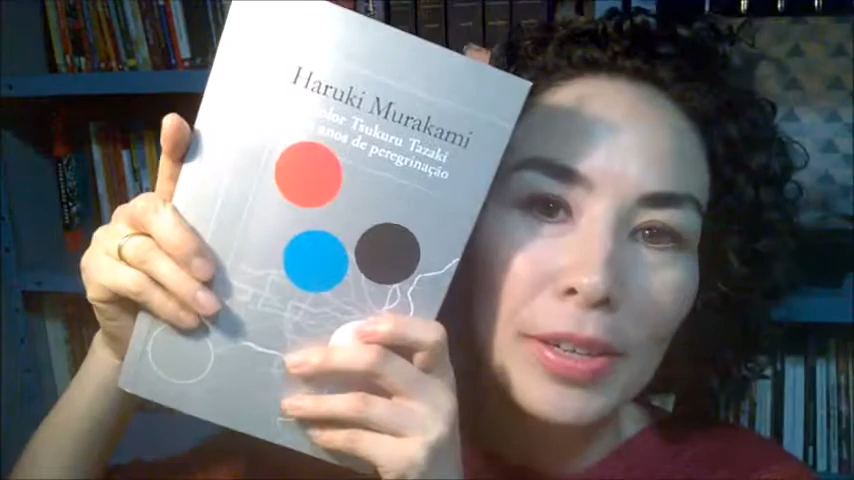 Haruki Murakami
Tsukuru Tazaki
anos de peregrinação